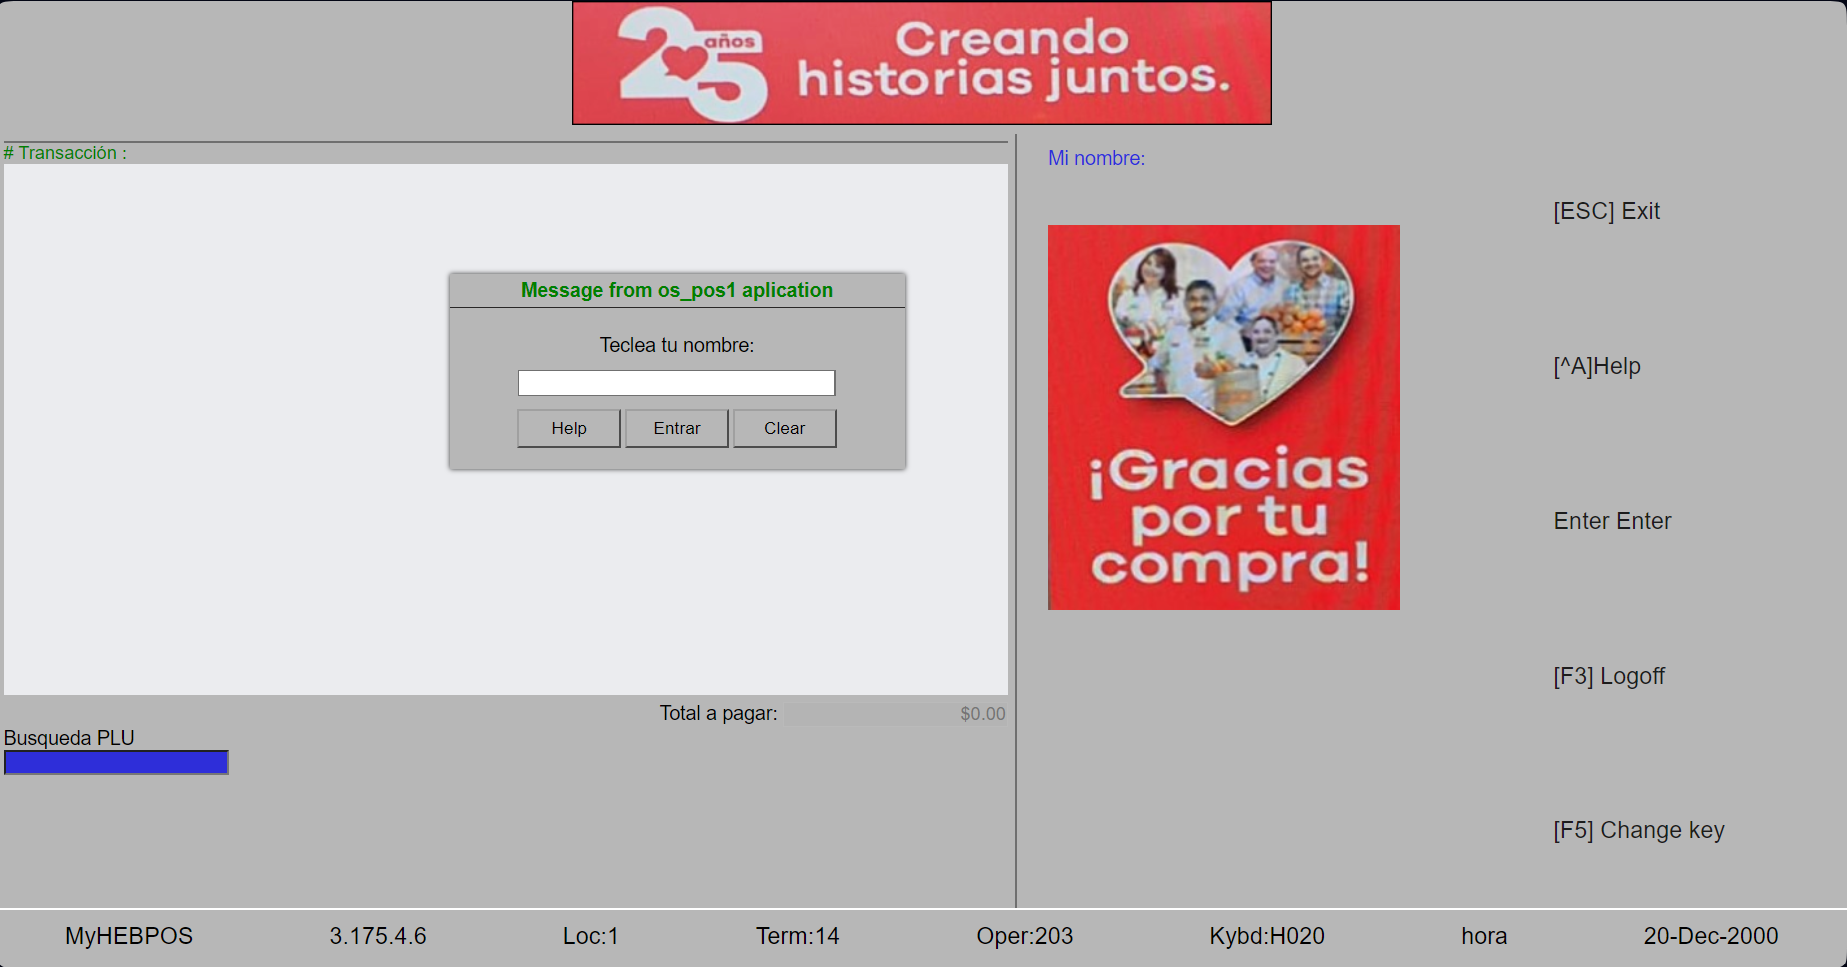 25 años
Creando
historias juntos.
# Transacción :
Message from os_pos1 aplication
Teclea tu nombre:
Help Entrar Clear
Total a pagar: $0.00
Busqueda PLU
Mi nombre:
¡Gracias
por tu
compra!
[ESC] Exit
[^A]Help
Enter Enter
[F3] Logoff
[F5] Change key
MyHEBPOS 3.175.4.6 Loc:1 Term:14 Oper:203 Kybd:H020 hora 20-Dec-2000